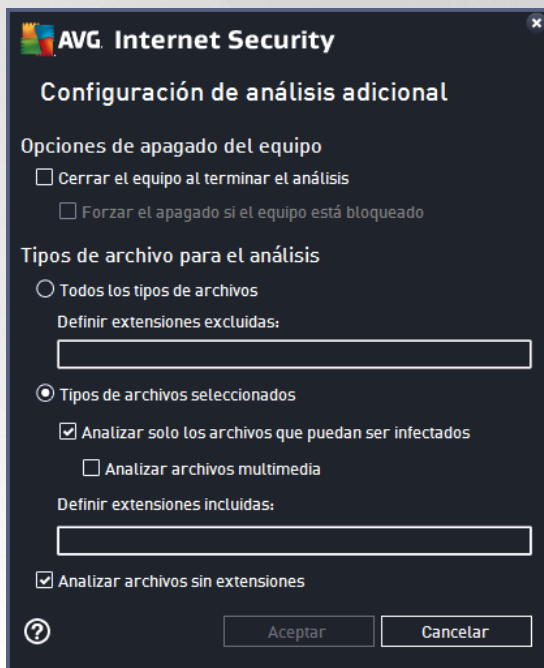 AVG. Internet Security
Configuración de análisis adicional
Opciones de apagado del equipo
Cerrar el equipo al terminar el análisis
Forzar el apagado si el equipo está bloqueado
Tipos de archivo para el análisis
Todos los tipos de archivos
Definir extensiones excluidas:
Tipos de archivos seleccionados
Analizar solo los archivos que puedan ser infectados
Analizar archivos multimedia
Definir extensiones incluidas:
Analizar archivos sin extensiones
? Aceptar Cancelar